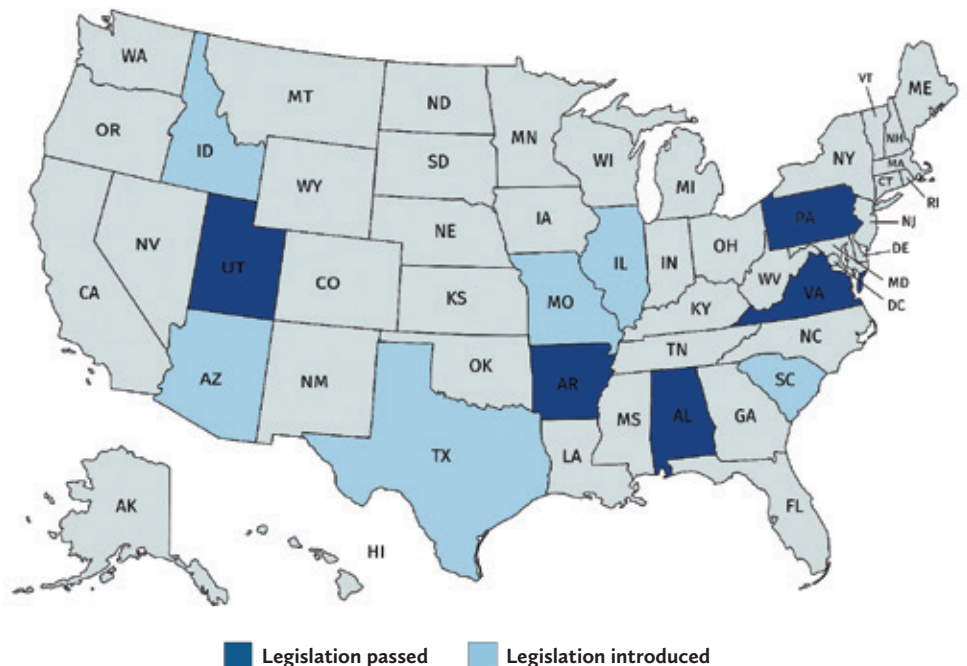 WA
MT
ND
MN
VT
ME
OR
ID
WY
SD
WI
MI
NY
NH
MA
CT
RI
NJ
NV
UT
CO
NE
IA
IL
IN
OH
PA
DE
MD
DC
CA
KS
MO
KY
WV
VA
AZ
NM
OK
AR
TN
NC
SC
TX
LA
MS
AL
GA
FL
AK
HI
Legislation passed
Legislation introduced